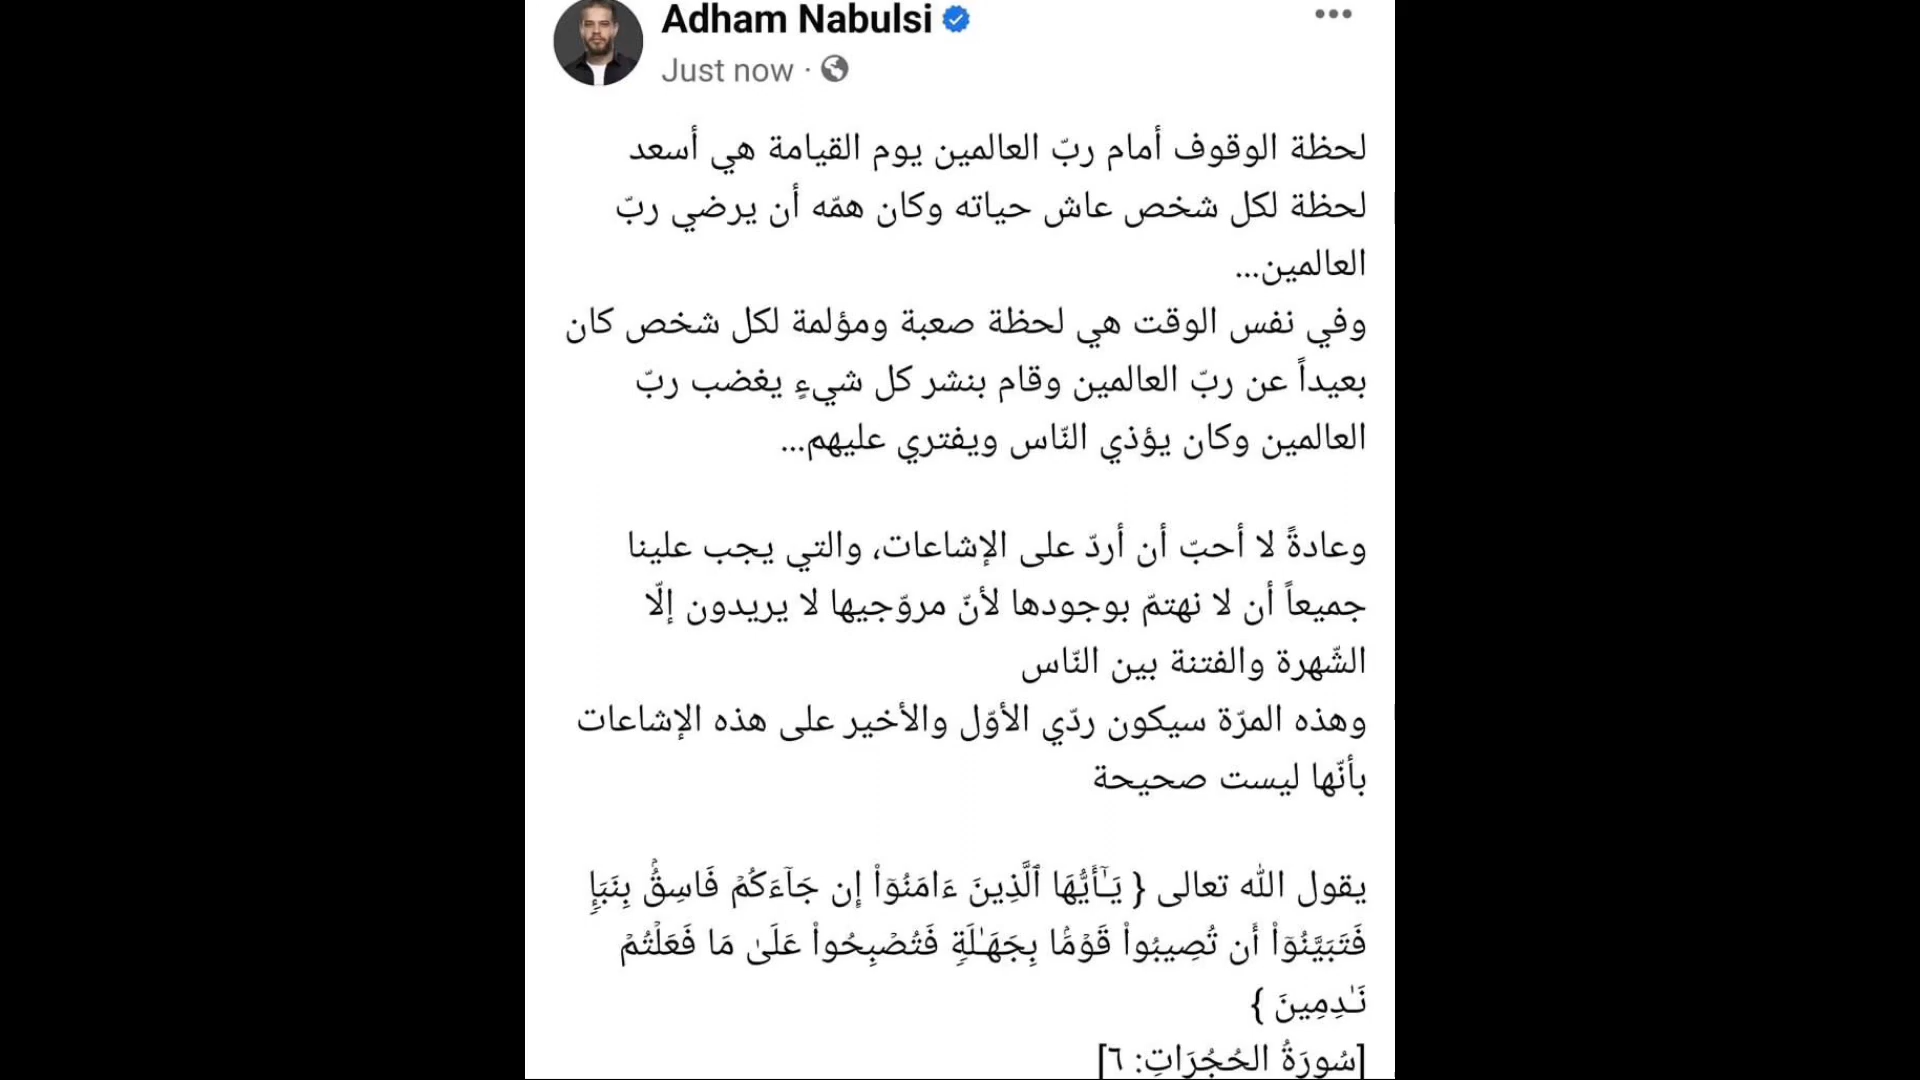 Adham Nabulsi
Just now ·
لحظة الوقوف أمام ربّ العالمين يوم القيامة هي أسعد
لحظة لكل شخص عاش حياته وكان همّه أن يرضي ربّ
العالمين...
وفي نفس الوقت هي لحظة صعبة ومؤلمة لكل شخص كان
بعيداً عن ربّ العالمين وقام بنشر كل شيءٍ يغضب ربّ
العالمين وكان يؤذي النّاس ويفتري عليهم...
وعادةً لا أحبّ أن أردّ على الإشاعات، والتي يجب علينا
جميعاً أن لا نهتمّ بوجودها لأنّ مروّجيها لا يريدون إلّا
الشّهرة والفتنة بين النّاس
وهذه المرّة سيكون ردّي الأوّل والأخير على هذه الإشاعات
بأنّها ليست صحيحة
يقول الله تعالى { يَـٰٓأَيُّهَا ٱلَّذِينَ ءَامَنُوٓا۟ إِن جَآءَكُمۡ فَاسِقُۢ بِنَبَإࣲ
فَتَبَيَّنُوٓا۟ أَن تُصِيبُوا۟ قَوۡمَۢا بِجَهَـٰلَةࣲ فَتُصۡبِحُوا۟ عَلَىٰ مَا فَعَلۡتُمۡ
نَـٰدِمِينَ }
[سُورَةُ الحُجُرَاتِ: ٦]